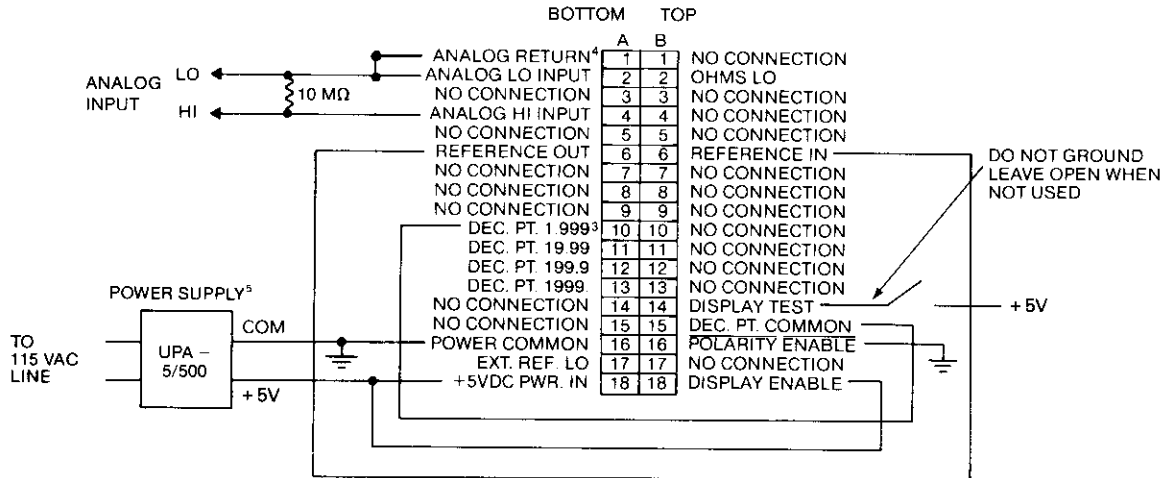 BOTTOM TOP
A B
ANALOG RETURN⁴ 1 1 NO CONNECTION
ANALOG INPUT
LO
ANALOG LO INPUT 2 2 OHMS LO
10 MΩ
NO CONNECTION 3 3 NO CONNECTION
HI
ANALOG HI INPUT 4 4 NO CONNECTION
NO CONNECTION 5 5 NO CONNECTION
REFERENCE OUT 6 6 REFERENCE IN
DO NOT GROUND
LEAVE OPEN WHEN
NOT USED
NO CONNECTION 7 7 NO CONNECTION
NO CONNECTION 8 8 NO CONNECTION
NO CONNECTION 9 9 NO CONNECTION
DEC. PT. 1.999³ 10 10 NO CONNECTION
DEC. PT. 19.99 11 11 NO CONNECTION
DEC. PT. 199.9 12 12 NO CONNECTION
DEC. PT. 1999. 13 13 NO CONNECTION
NO CONNECTION 14 14 DISPLAY TEST
+5V
NO CONNECTION 15 15 DEC. PT. COMMON
POWER COMMON 16 16 POLARITY ENABLE
EXT. REF. LO 17 17 NO CONNECTION
+5VDC PWR. IN 18 18 DISPLAY ENABLE
POWER SUPPLY⁵
TO
115 VAC
LINE
UPA –
5/500
COM
+5V